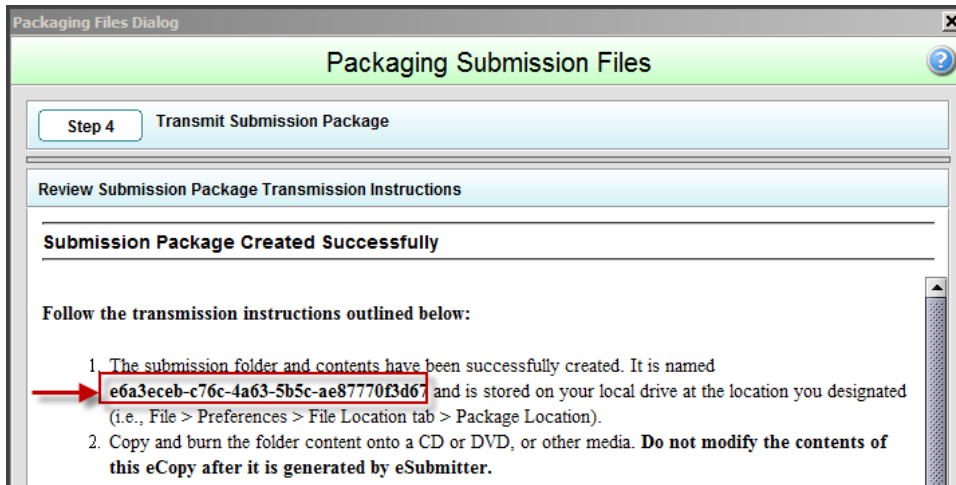 Packaging Files Dialog
Packaging Submission Files
Step 4 Transmit Submission Package
Review Submission Package Transmission Instructions
Submission Package Created Successfully
Follow the transmission instructions outlined below:
1. The submission folder and contents have been successfully created. It is named
e6a3eceb-c76c-4a63-5b5c-ae87770f3d67 and is stored on your local drive at the location you designated
(i.e., File > Preferences > File Location tab > Package Location).
2. Copy and burn the folder content onto a CD or DVD, or other media. Do not modify the contents of
this eCopy after it is generated by eSubmitter.